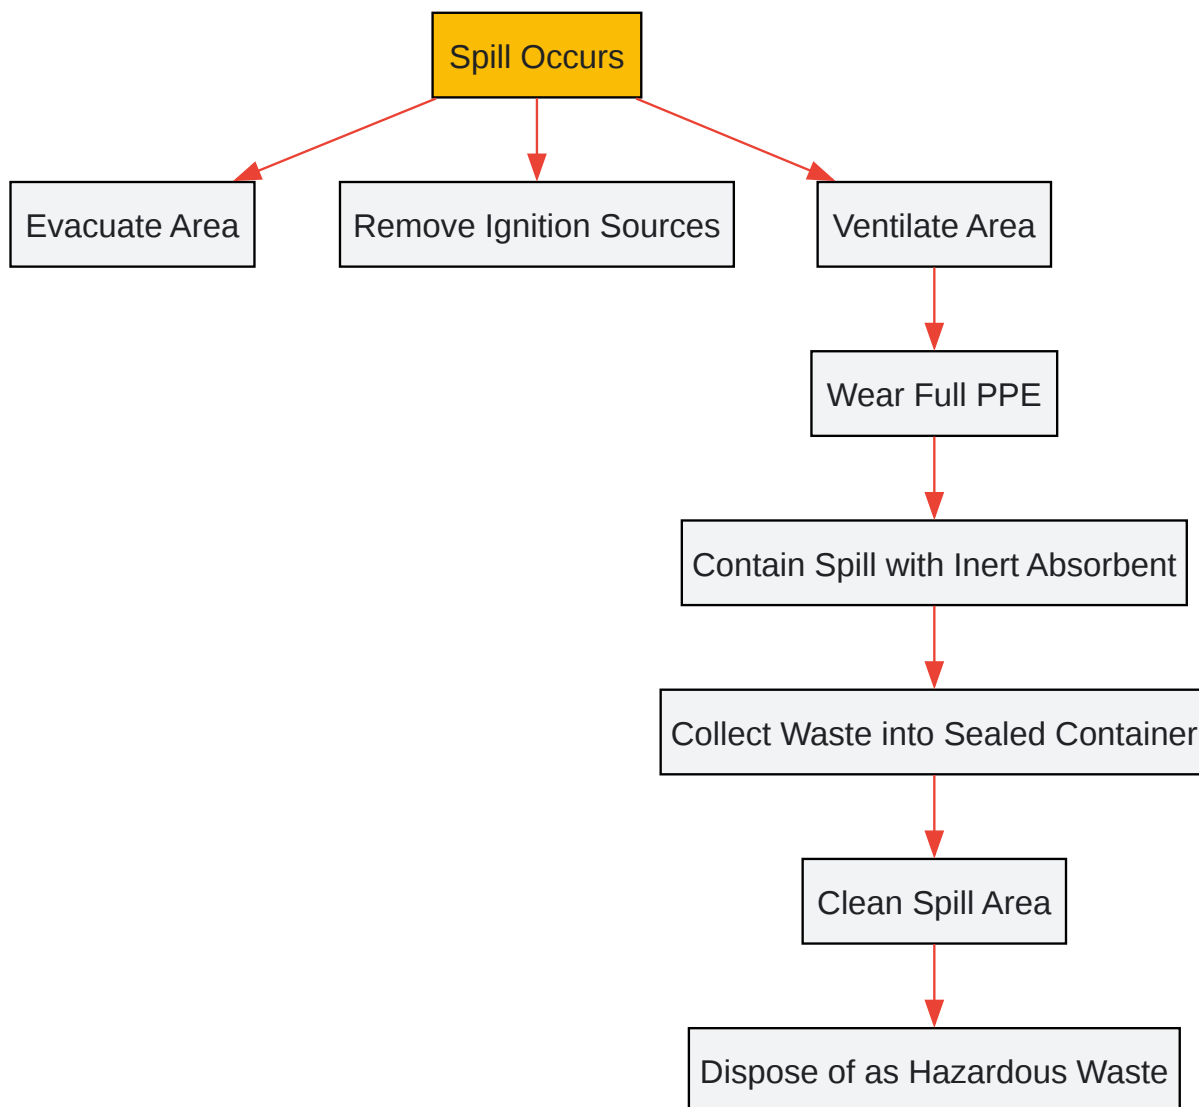 Spill Occurs
Evacuate Area
Remove Ignition Sources
Ventilate Area
Wear Full PPE
Contain Spill with Inert Absorbent
Collect Waste into Sealed Container
Clean Spill Area
Dispose of as Hazardous Waste